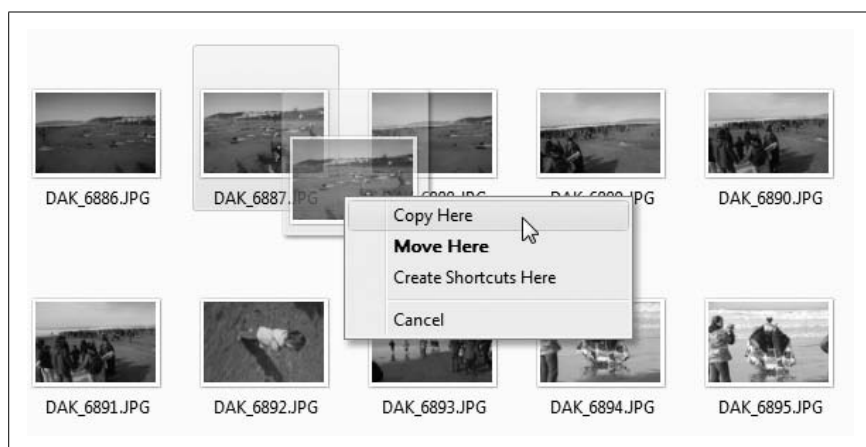 DAK_6886.JPG
DAK_6887.JPG
DAK_6890.JPG
Copy Here
Move Here
Create Shortcuts Here
Cancel
DAK_6891.JPG
DAK_6892.JPG
DAK_6893.JPG
DAK_6894.JPG
DAK_6895.JPG